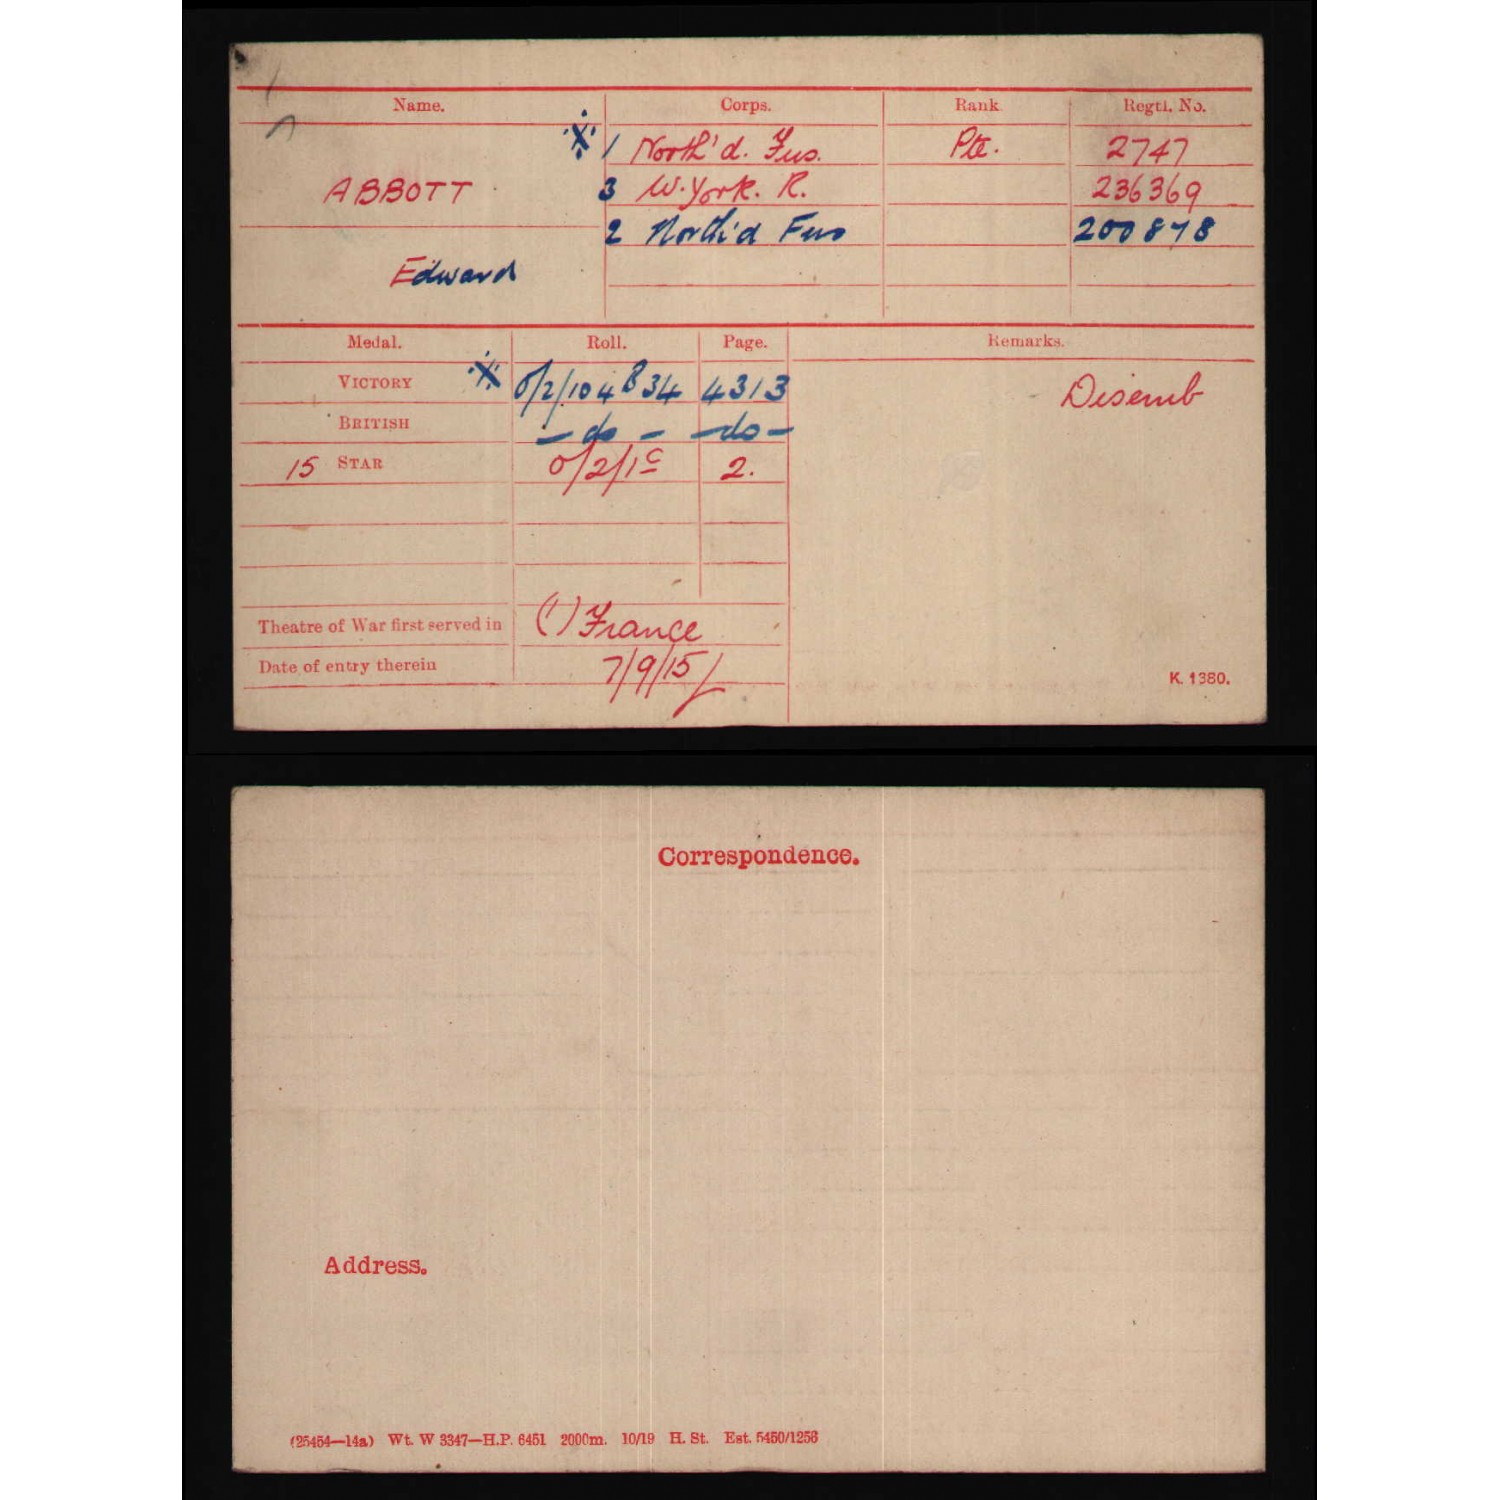 Name. Corps. Rank Regtl. No.
※ 1 North'd. Fus. Pte. 2747
ABBOTT 3 W. York. R. 236369
2 North'd Fus 200878
Edward
Medal. Roll. Page. Remarks.
VICTORY ※ O/2/104 B 34 4313 Disemb
BRITISH — do — — do —
15 STAR O/2/1c 2.
Theatre of War first served in (1) France
Date of entry therein 7/9/15
K. 1380.
Correspondence.
Address.
(25454—14a) Wt. W 3347—H.P. 6451 2000m. 10/19 H. St. Est. 5450/1256